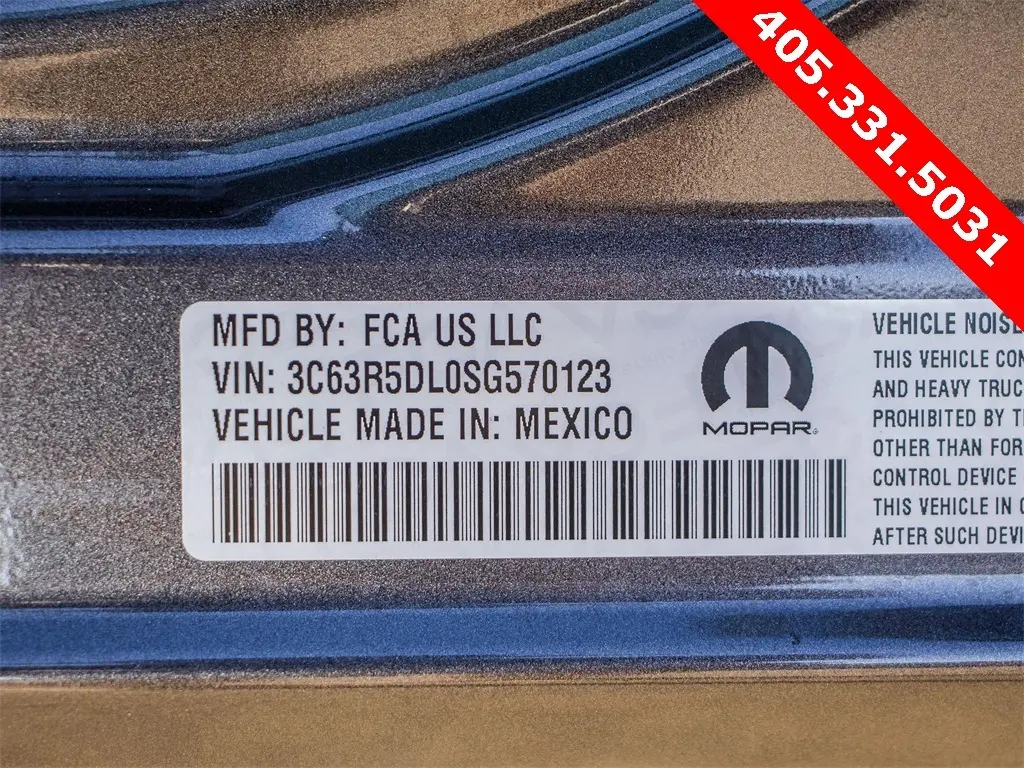 405.331.5031
MFD BY: FCA US LLC
VIN: 3C63R5DL0SG570123
VEHICLE MADE IN: MEXICO
MOPAR
VEHICLE NOISE
THIS VEHICLE CON
AND HEAVY TRUC
PROHIBITED BY T
OTHER THAN FOR
CONTROL DEVICE
THIS VEHICLE IN
AFTER SUCH DEVI